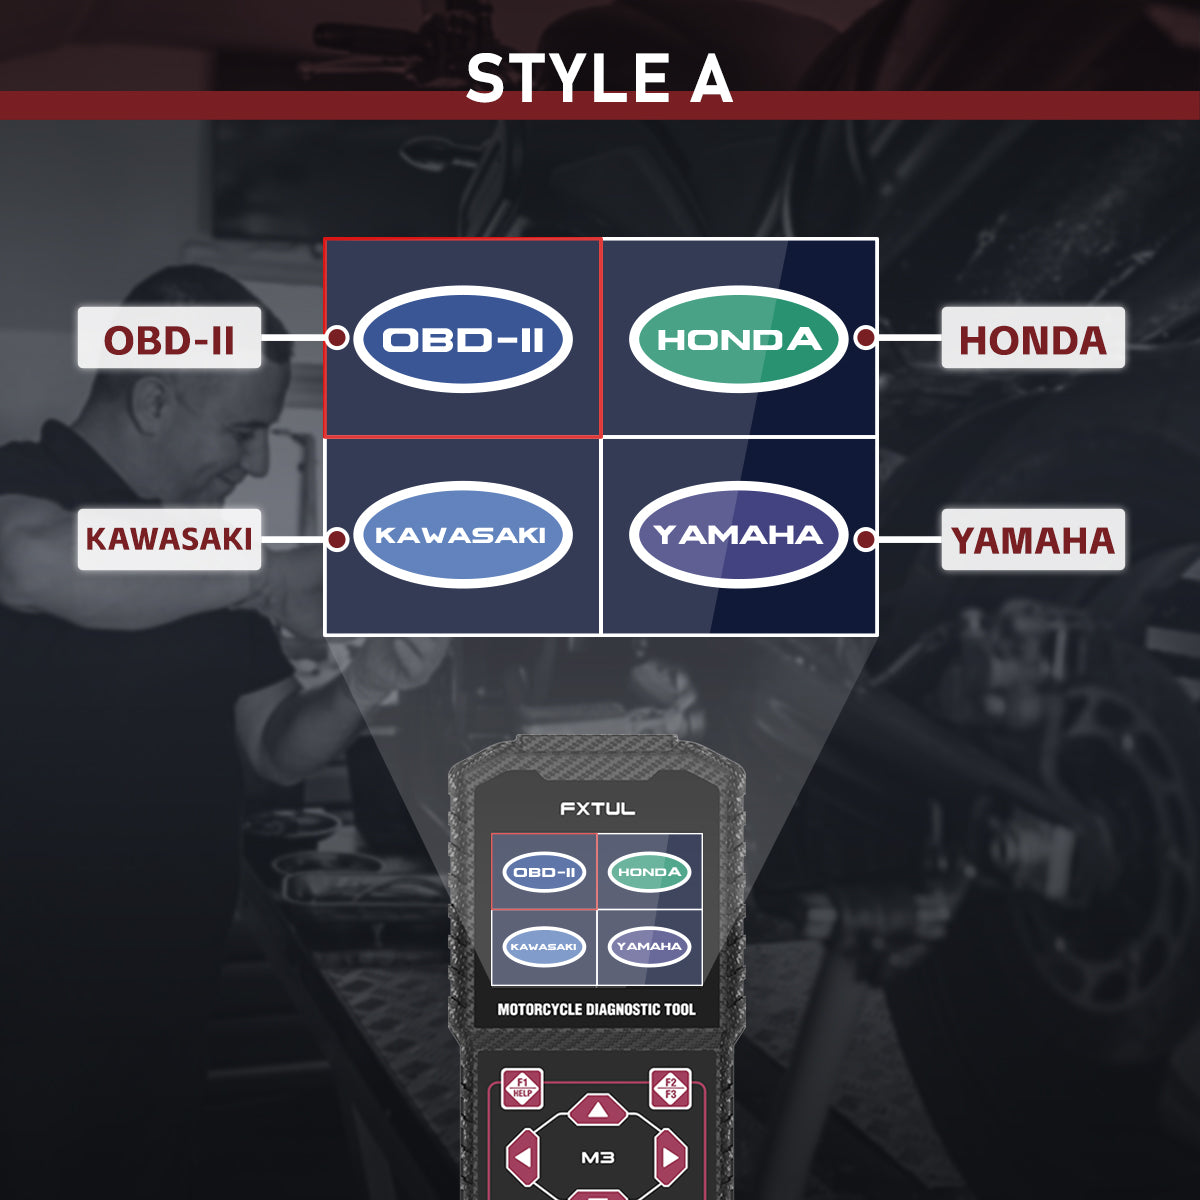 STYLE A
OBD-II
OBD-II
HONDA
HONDA
KAWASAKI
KAWASAKI
YAMAHA
YAMAHA
FXTUL
OBD-II
HONDA
KAWASAKI
YAMAHA
MOTORCYCLE DIAGNOSTIC TOOL
F1
HELP
F2
F3
M3